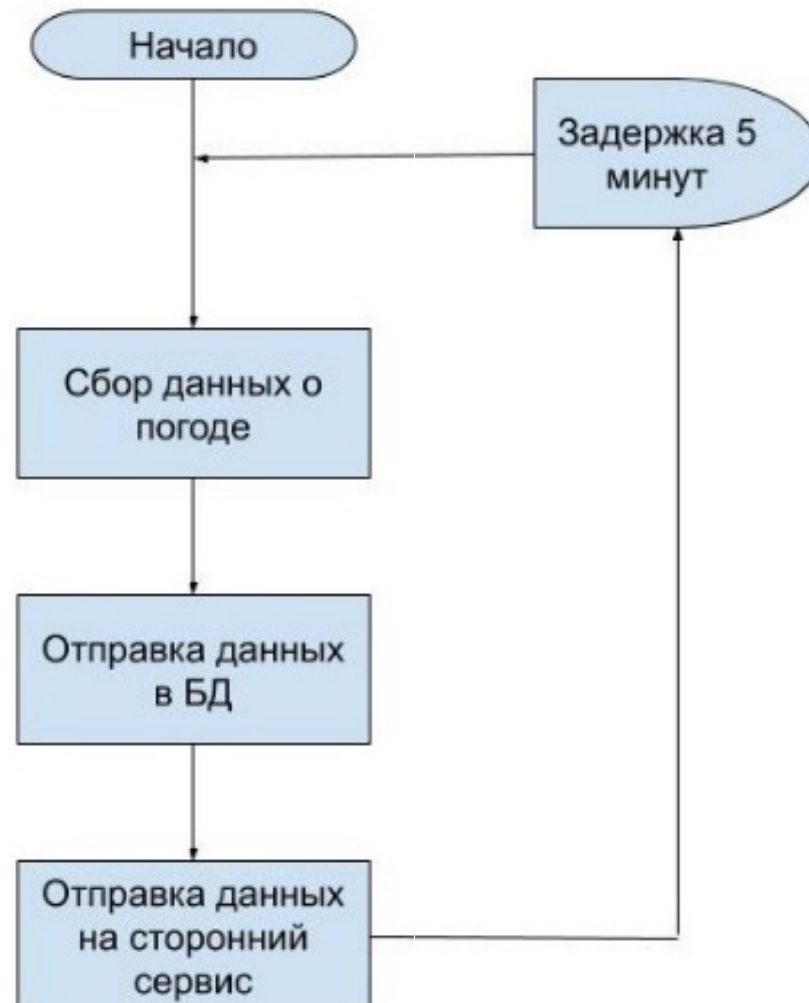 Начало
Задержка 5
минут
Сбор данных о
погоде
Отправка данных
в БД
Отправка данных
на сторонний
сервис